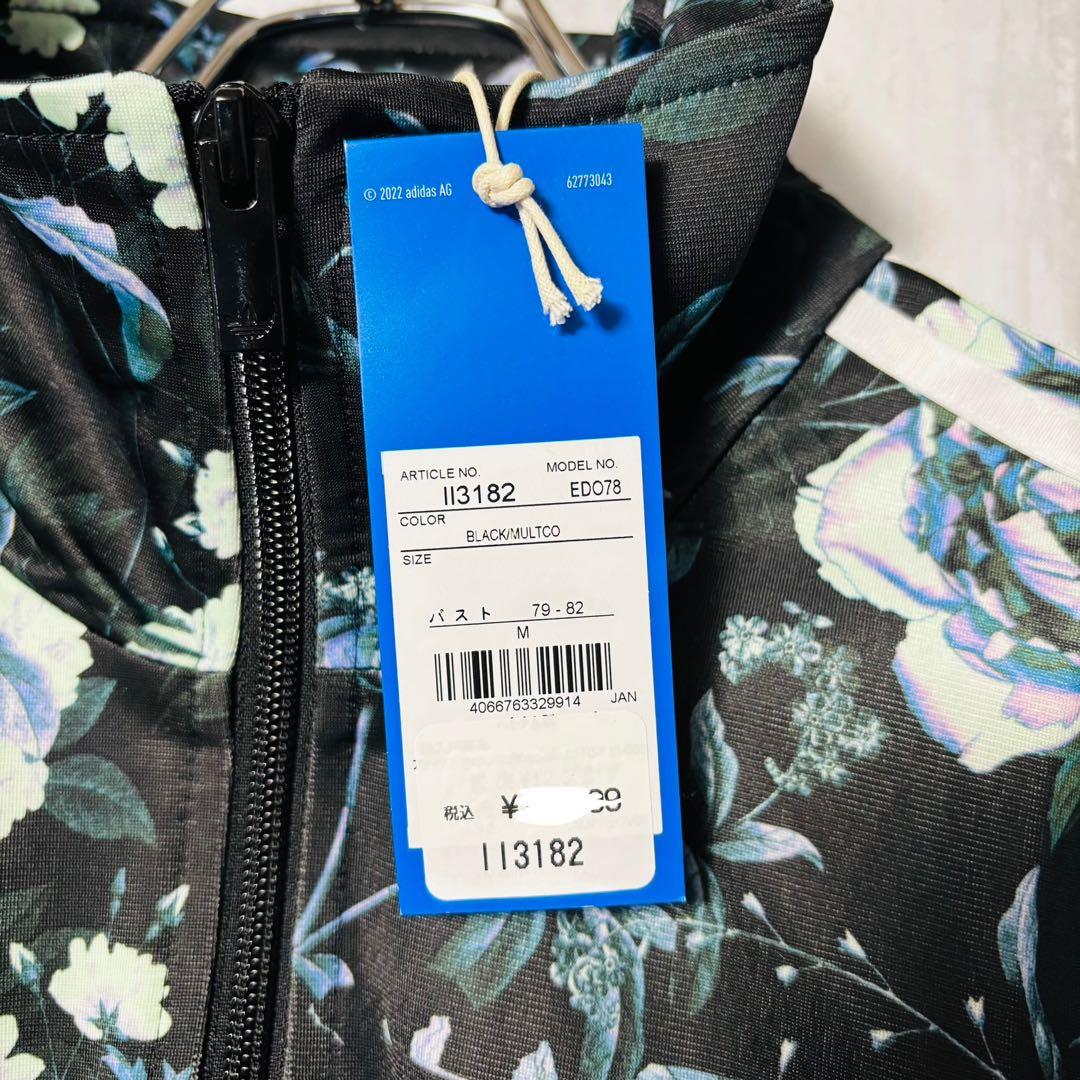 © 2022 adidas AG 62773043
ARTICLE NO. MODEL NO.
II3182 EDO78
COLOR
BLACK/MULTCO
SIZE
バスト 79-82
M
4066763329914 JAN
税込 ¥
II3182